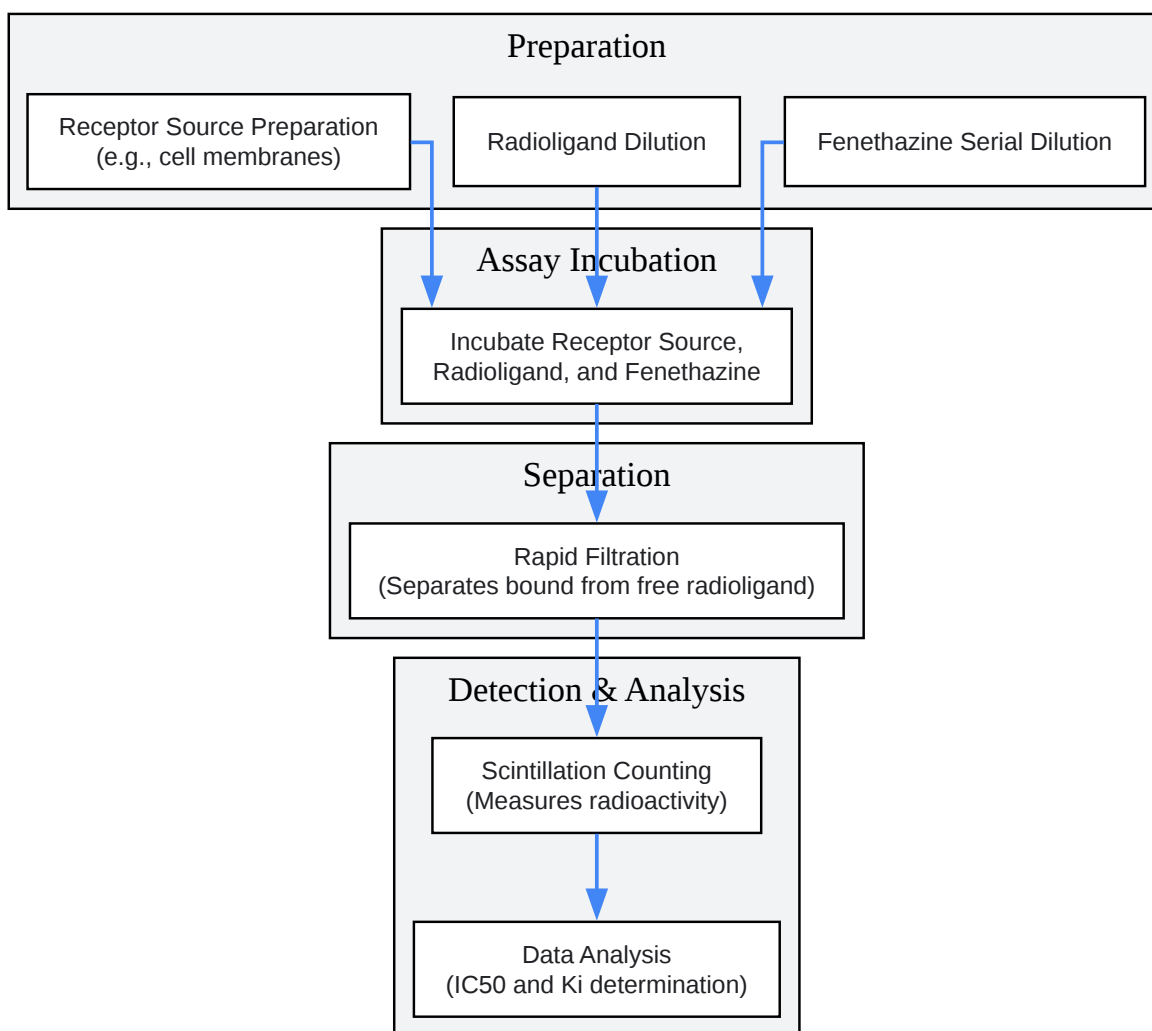 Preparation
Receptor Source Preparation
(e.g., cell membranes)
Radioligand Dilution
Fenethazine Serial Dilution
Assay Incubation
Incubate Receptor Source,
Radioligand, and Fenethazine
Separation
Rapid Filtration
(Separates bound from free radioligand)
Detection & Analysis
Scintillation Counting
(Measures radioactivity)
Data Analysis
(IC50 and Ki determination)